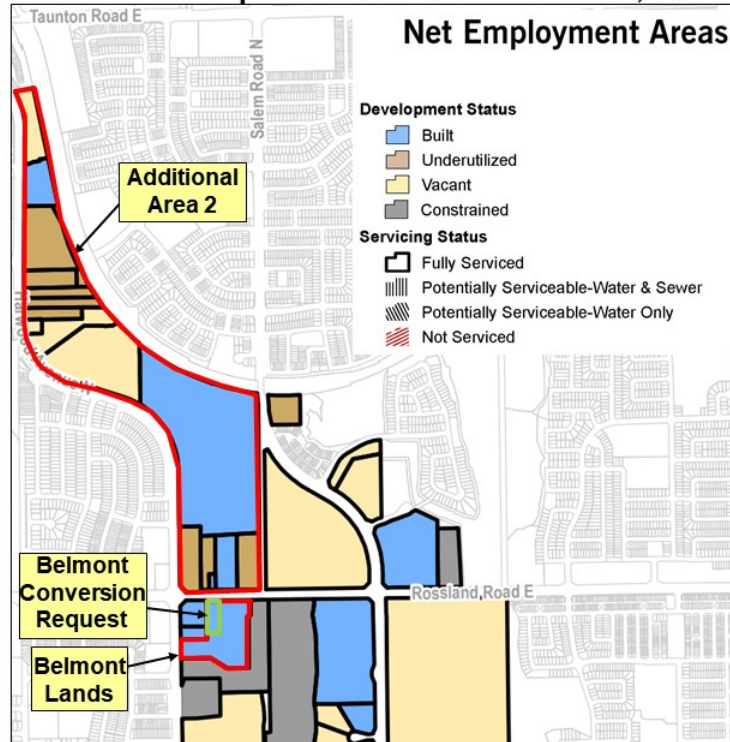 Taunton Road E
Net Employment Areas
Salem Road N
Development Status
Built
Underutilized
Vacant
Constrained
Servicing Status
Fully Serviced
Potentially Serviceable-Water & Sewer
Potentially Serviceable-Water Only
Not Serviced
Additional
Area 2
Rossland Road E
Belmont
Conversion
Request
Belmont
Lands